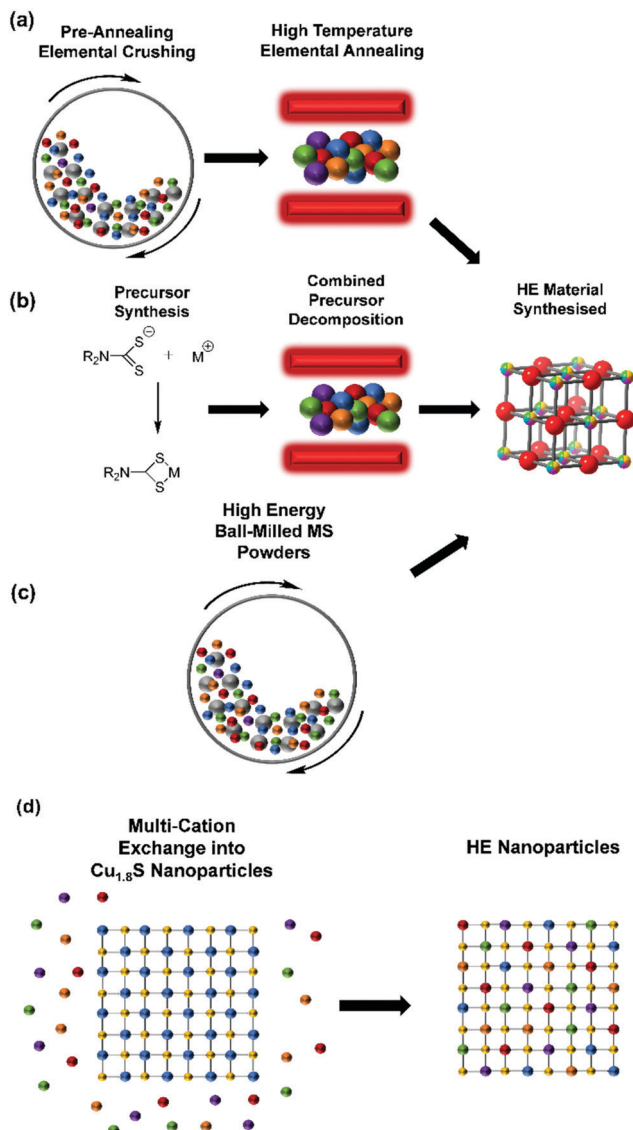 (a)
Pre-Annealing
Elemental Crushing
High Temperature
Elemental Annealing
(b)
Precursor
Synthesis
Combined
Precursor
Decomposition
HE Material
Synthesised
S⊖
R₂N
S
+ M⊕
R₂N
S
M
S
High Energy
Ball-Milled MS
Powders
(c)
(d)
Multi-Cation
Exchange into
Cu₁.₈S Nanoparticles
HE Nanoparticles